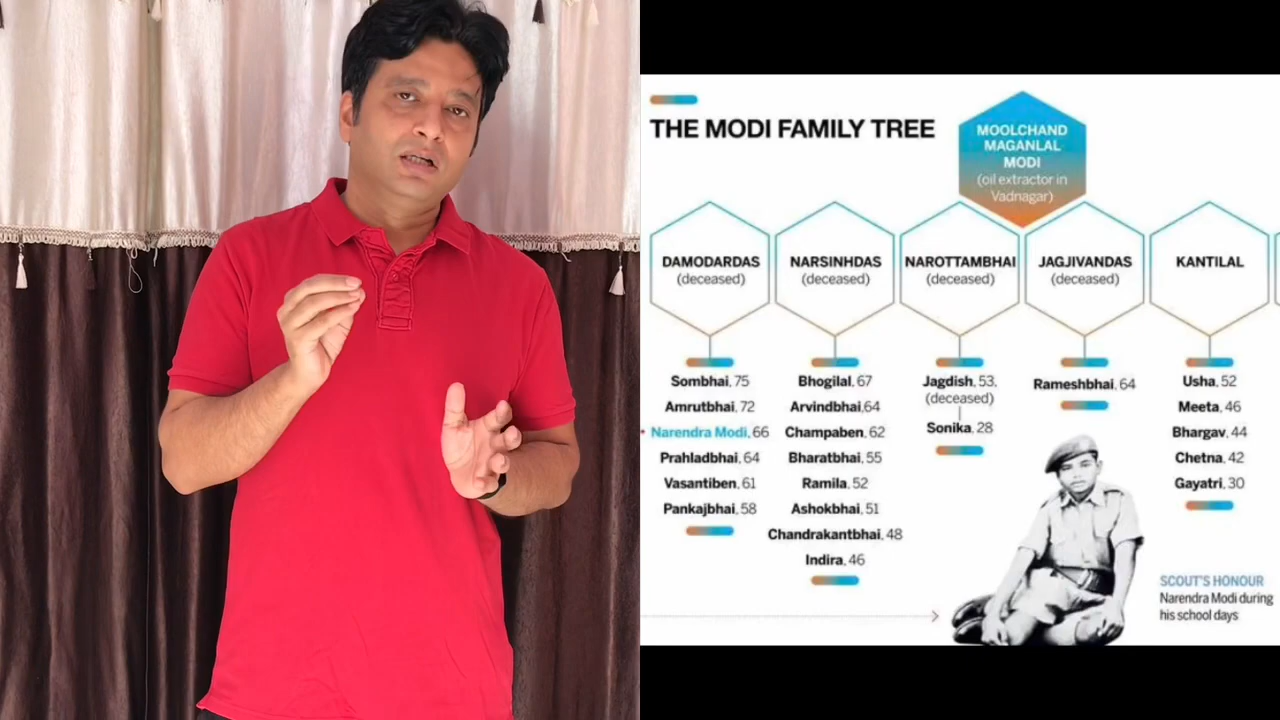 THE MODI FAMILY TREE
MOOLCHAND
MAGANLAL
MODI
(oil extractor in
Vadnagar)
DAMODARDAS
(deceased)
Sombhai, 75
Amrutbhai, 72
Narendra Modi, 66
Prahladbhai, 64
Vasantiben, 61
Pankajbhai, 58
NARSINHDAS
(deceased)
Bhogilal, 67
Arvindbhai, 64
Champaben, 62
Bharatbhai, 55
Ramila, 52
Ashokbhai, 51
Chandrakantbhai, 48
Indira, 46
NAROTTAMBHAI
(deceased)
Jagdish, 53,
(deceased)
Sonika, 28
JAGJIVANDAS
(deceased)
Rameshbhai, 64
KANTILAL
Usha, 52
Meeta, 46
Bhargav, 44
Chetna, 42
Gayatri, 30
SCOUT'S HONOUR
Narendra Modi during
his school days